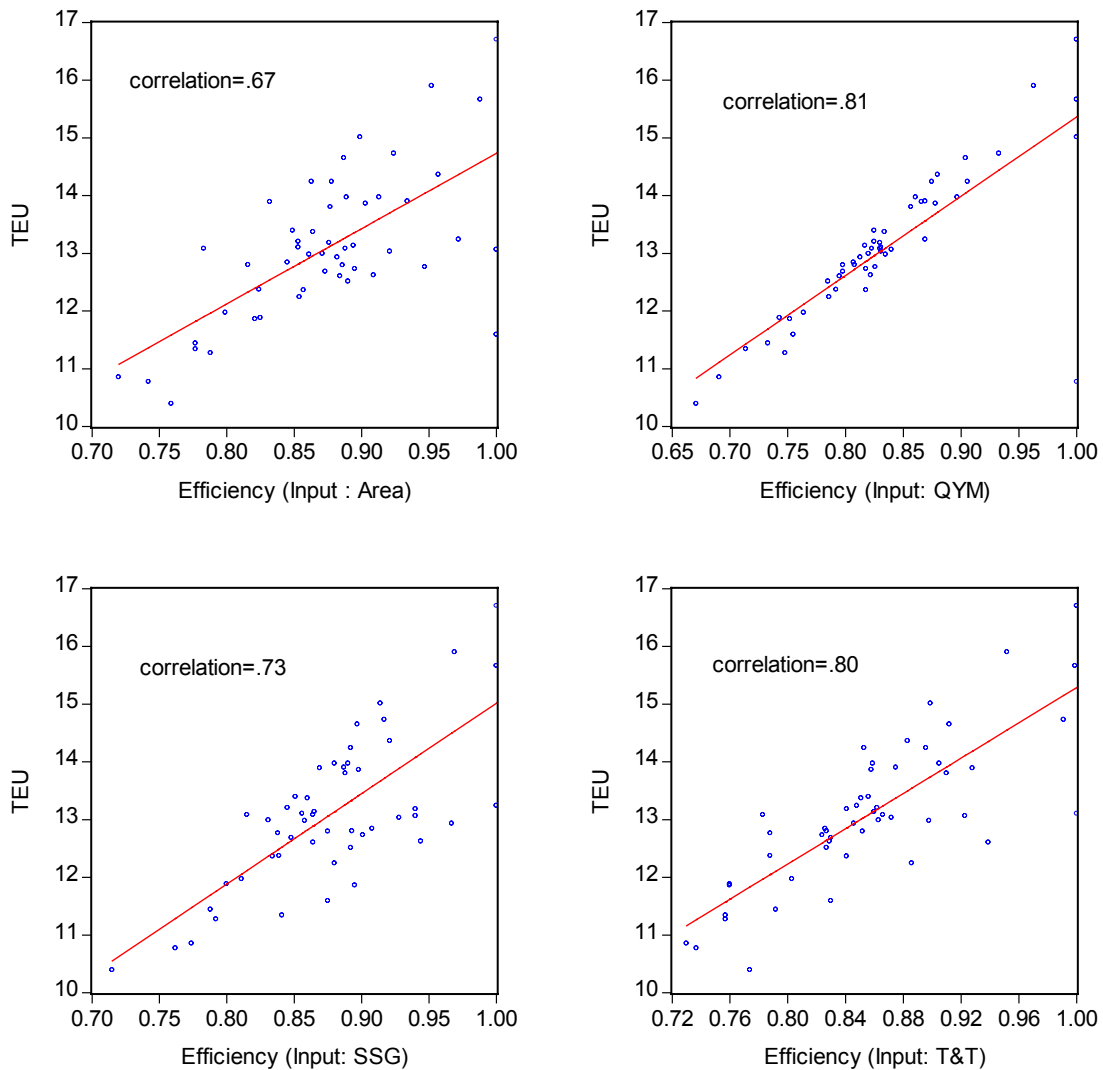 17
16
15
14
13
12
11
10
TEU
correlation=.67
0.70 0.75 0.80 0.85 0.90 0.95 1.00
Efficiency (Input : Area)
17
16
15
14
13
12
11
10
TEU
correlation=.81
0.65 0.70 0.75 0.80 0.85 0.90 0.95 1.00
Efficiency (Input: QYM)
17
16
15
14
13
12
11
10
TEU
correlation=.73
0.70 0.75 0.80 0.85 0.90 0.95 1.00
Efficiency (Input: SSG)
17
16
15
14
13
12
11
10
TEU
correlation=.80
0.72 0.76 0.80 0.84 0.88 0.92 0.96 1.00
Efficiency (Input: T&T)